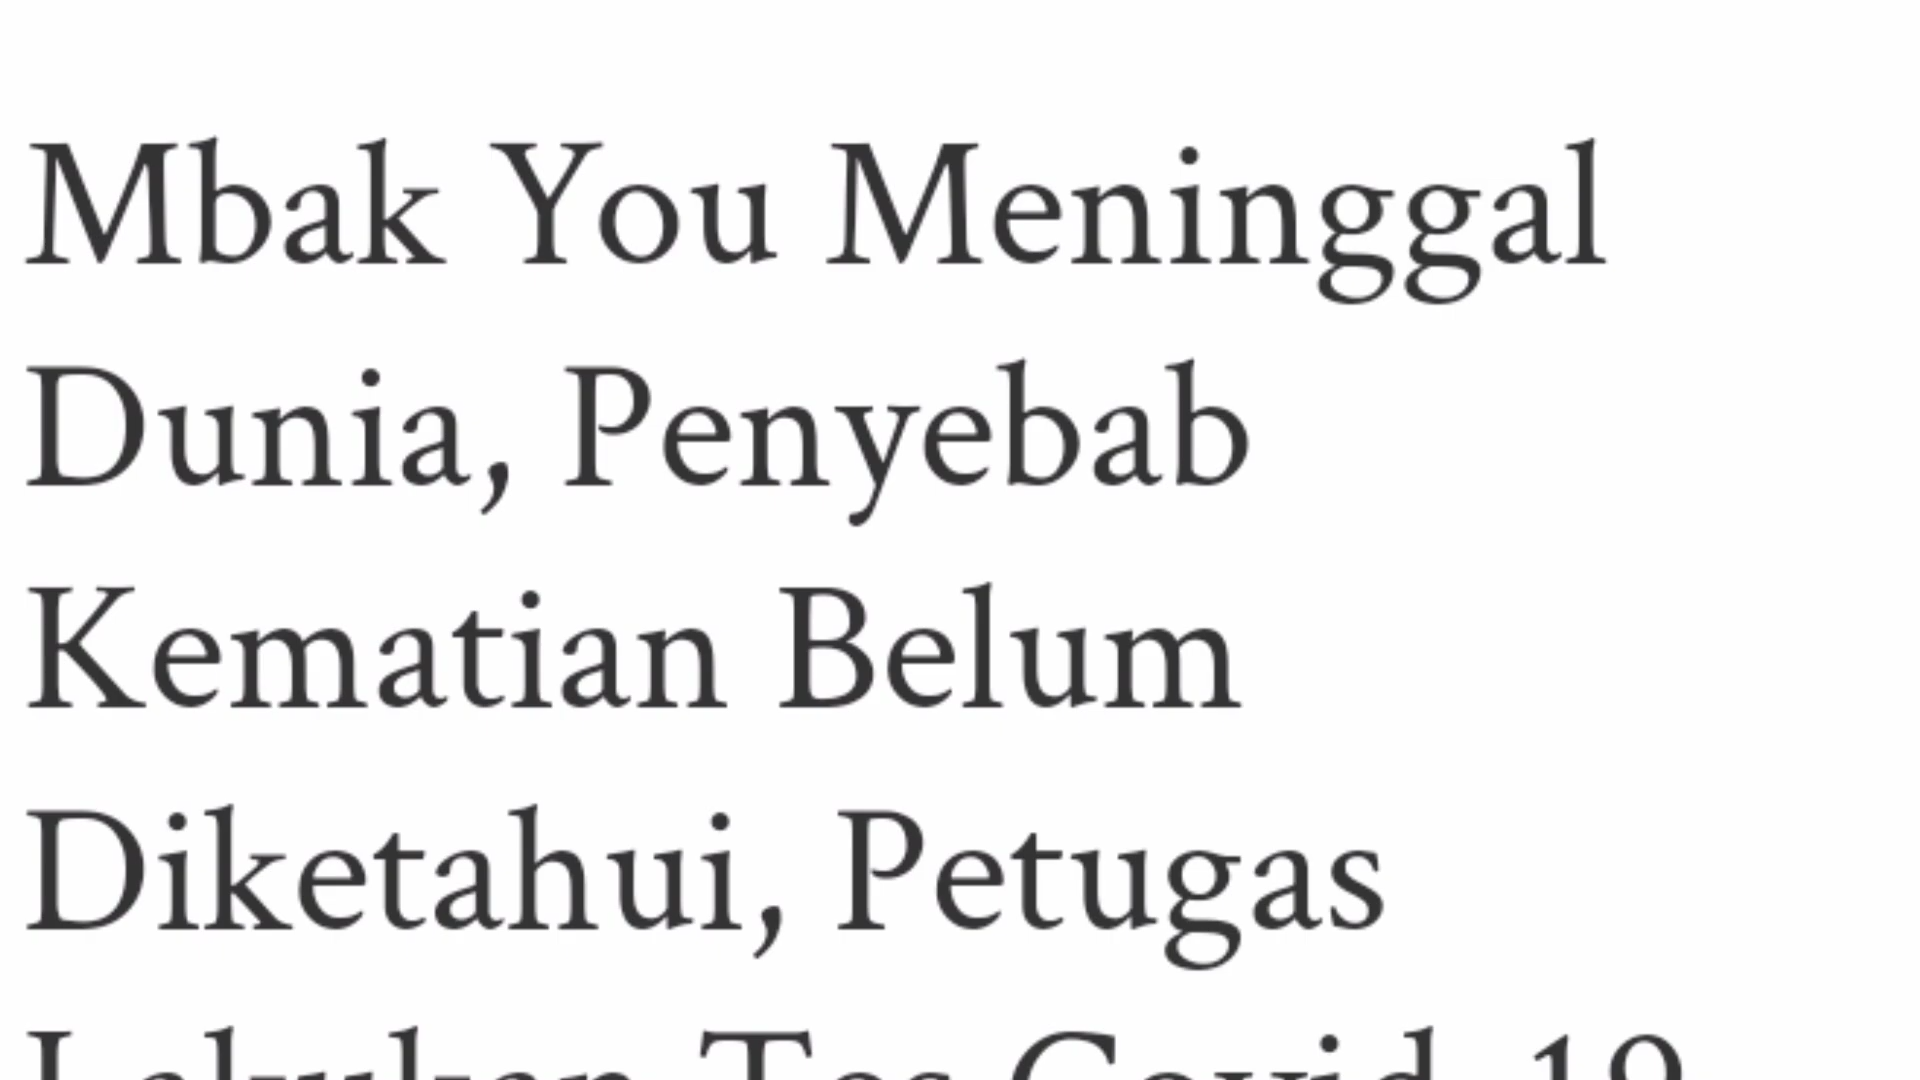 Mbak You Meninggal
Dunia, Penyebab
Kematian Belum
Diketahui, Petugas
Lakukan Tes Covid-19